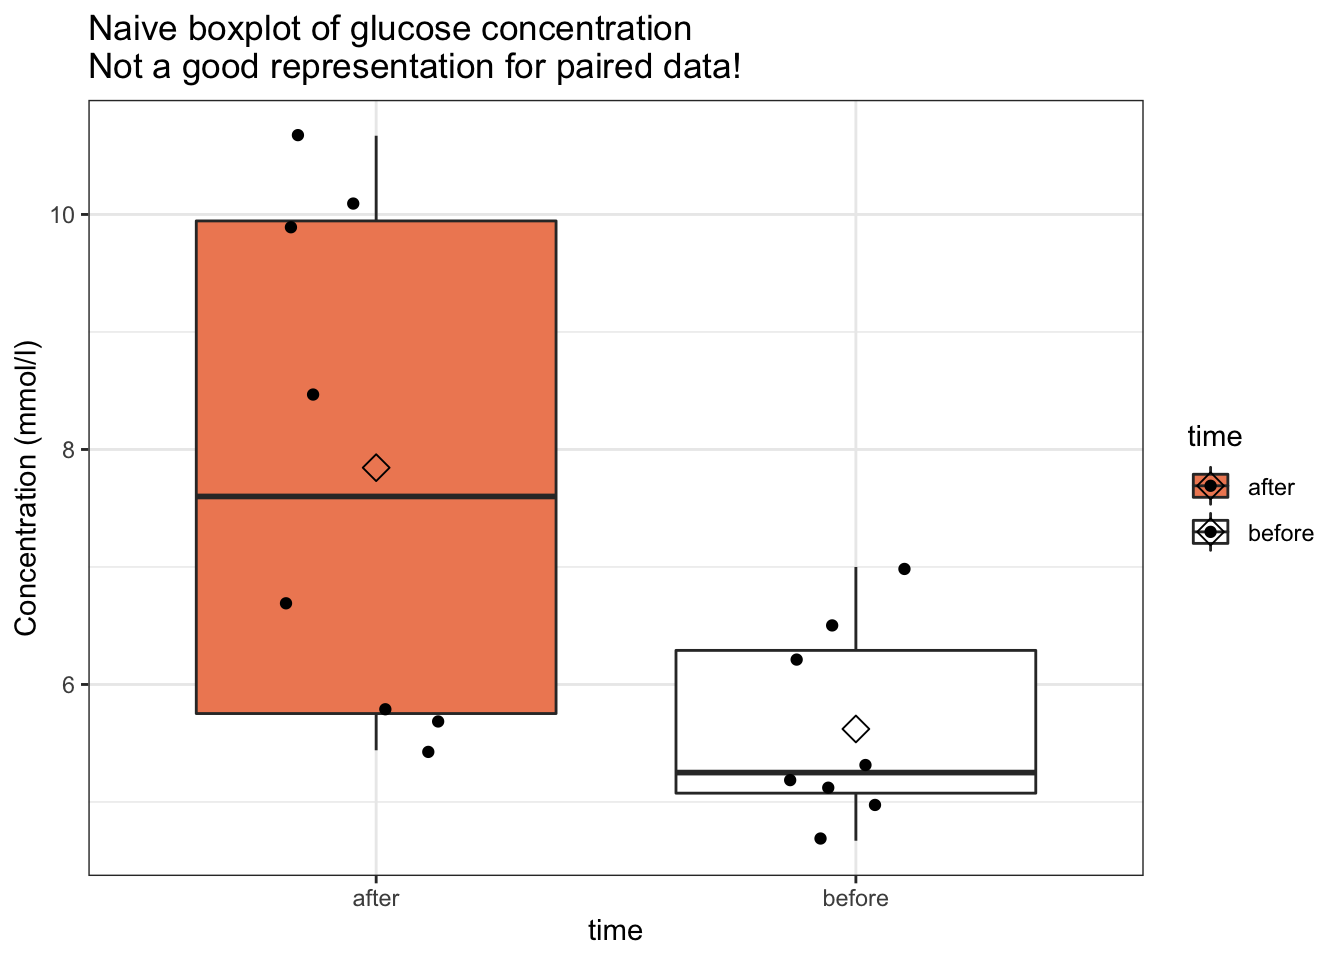 Naive boxplot of glucose concentration
Not a good representation for paired data!
Concentration (mmol/l)
10
8
6
after
before
time
time
after
before